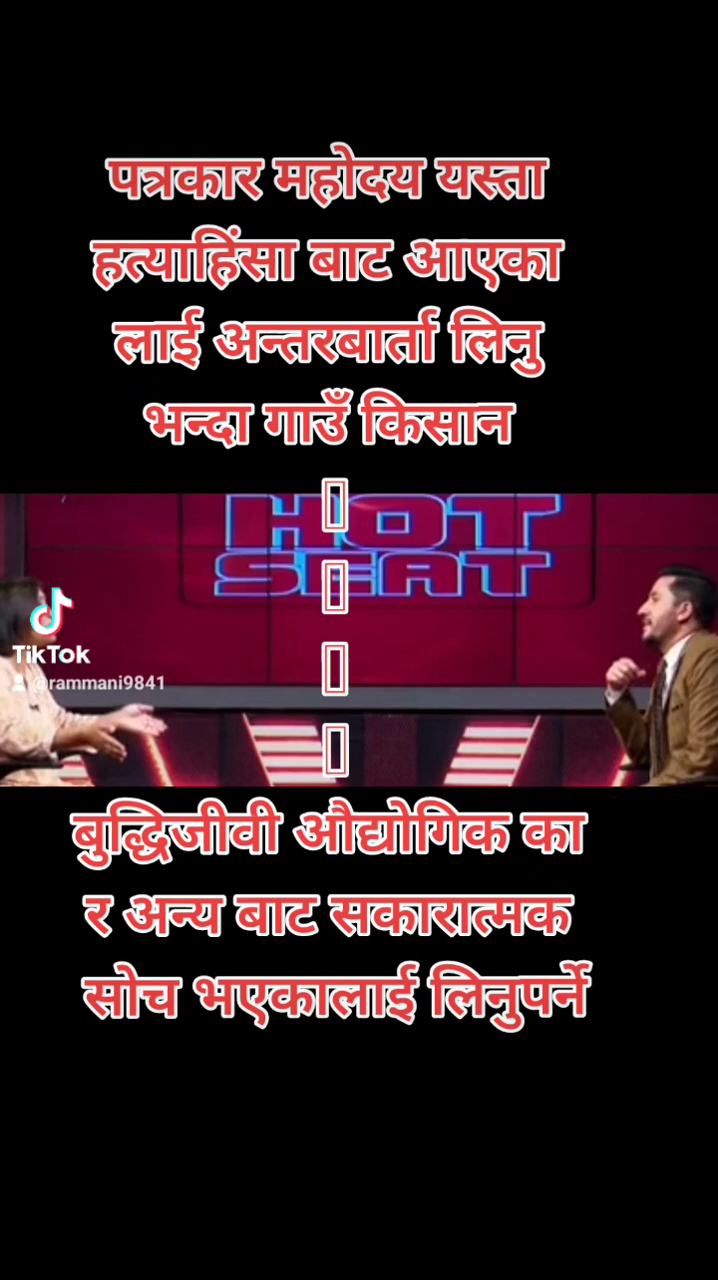 पत्रकार महोदय यस्ता
हत्याहिंसा बाट आएका
लाई अन्तरबार्ता लिनु
भन्दा गाउँ किसान
HOT
SEAT
TikTok
@rammani9841
बुद्धिजीवी औद्योगिक का
र अन्य बाट सकारात्मक
सोच भएकालाई लिनुपर्ने